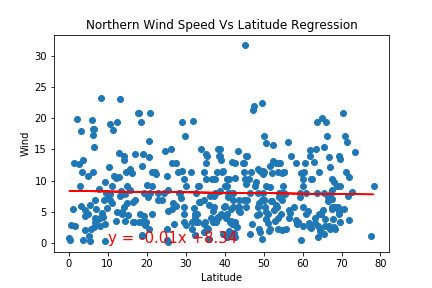 Northern Wind Speed Vs Latitude Regression
30
25
20
15
10
5
0
Wind
y = -0.01x +8.34
0 10 20 30 40 50 60 70 80
Latitude